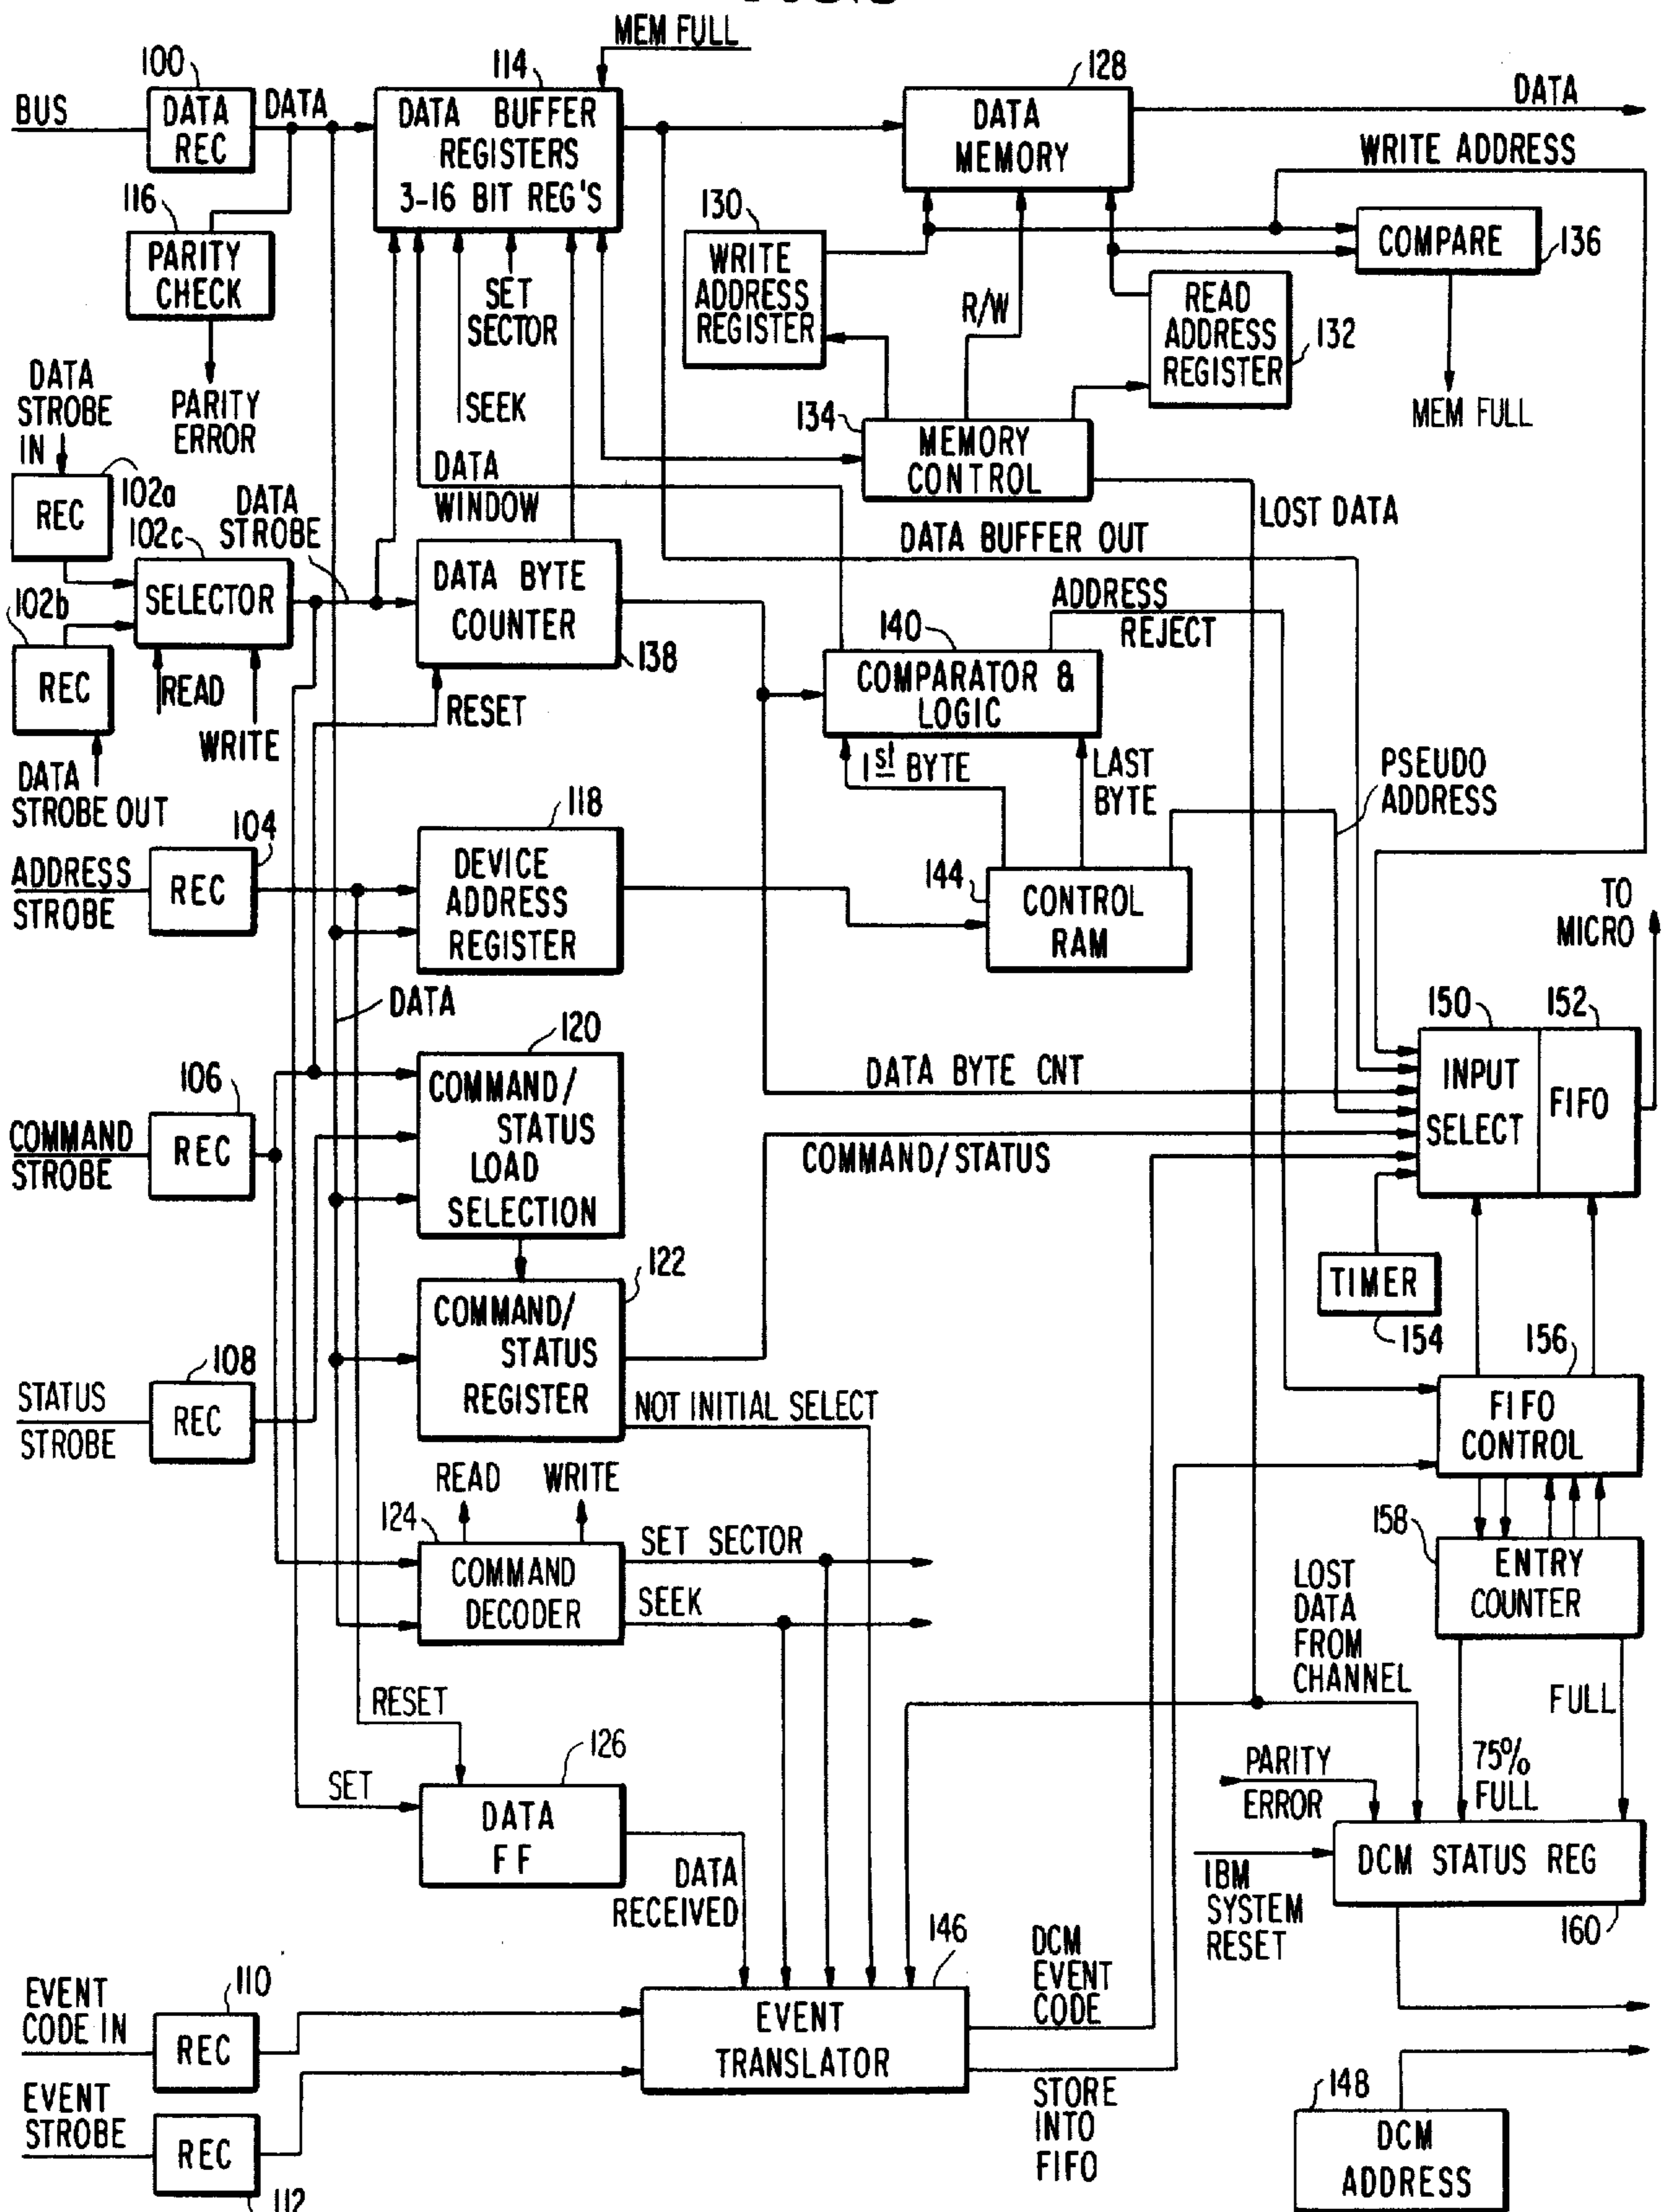 MEM FULL
100
114
128
BUS
DATA
REC
DATA
DATA BUFFER
REGISTERS
3-16 BIT REG'S
DATA
MEMORY
DATA
WRITE ADDRESS
116
PARITY
CHECK
130
WRITE
ADDRESS
REGISTER
COMPARE
136
SET
SECTOR
R/W
READ
ADDRESS
REGISTER
132
DATA
STROBE
IN
PARITY
ERROR
SEEK
134
MEMORY
CONTROL
MEM FULL
REC
102a
DATA
STROBE
DATA
WINDOW
LOST DATA
102c
SELECTOR
DATA BYTE
COUNTER
138
DATA BUFFER OUT
102b
REC
READ
WRITE
RESET
140
COMPARATOR &
LOGIC
ADDRESS
REJECT
DATA
STROBE OUT
1st BYTE
LAST
BYTE
PSEUDO
ADDRESS
104
ADDRESS
STROBE
REC
118
DEVICE
ADDRESS
REGISTER
144
CONTROL
RAM
TO
MICRO
DATA
120
COMMAND/
STATUS
LOAD
SELECTION
150
152
INPUT
SELECT
FIFO
106
COMMAND
STROBE
REC
DATA BYTE CNT
COMMAND/STATUS
122
COMMAND/
STATUS
REGISTER
TIMER
154
108
STATUS
STROBE
REC
NOT INITIAL SELECT
156
FIFO
CONTROL
READ
WRITE
124
COMMAND
DECODER
SET SECTOR
SEEK
158
ENTRY
COUNTER
LOST
DATA
FROM
CHANNEL
FULL
RESET
126
SET
DATA
FF
DATA
RECEIVED
PARITY
ERROR
75%
FULL
IBM
SYSTEM
RESET
DCM STATUS REG
160
EVENT
CODE IN
110
REC
146
EVENT
TRANSLATOR
DCM
EVENT
CODE
EVENT
STROBE
REC
112
STORE
INTO
FIFO
148
DCM
ADDRESS